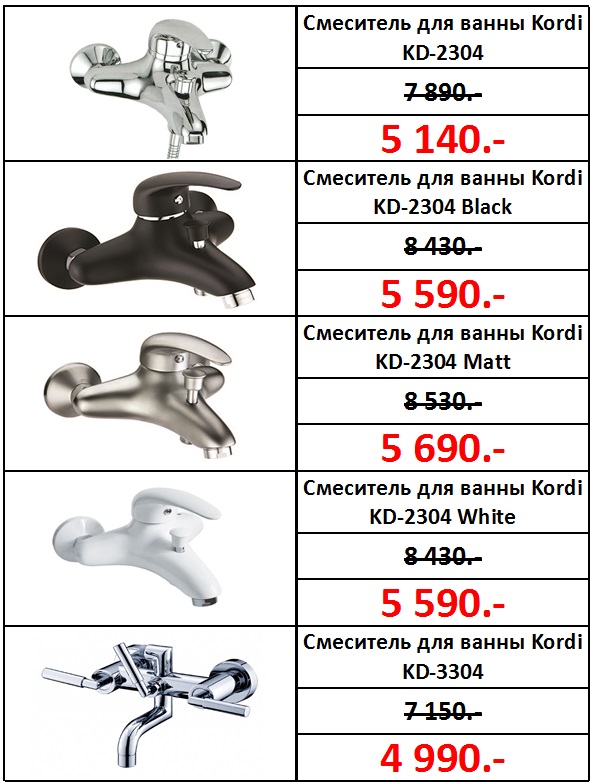 Смеситель для ванны Kordi
KD-2304
7 890.-
5 140.-
Смеситель для ванны Kordi
KD-2304 Black
8 430.-
5 590.-
Смеситель для ванны Kordi
KD-2304 Matt
8 530.-
5 690.-
Смеситель для ванны Kordi
KD-2304 White
8 430.-
5 590.-
Смеситель для ванны Kordi
KD-3304
7 150.-
4 990.-